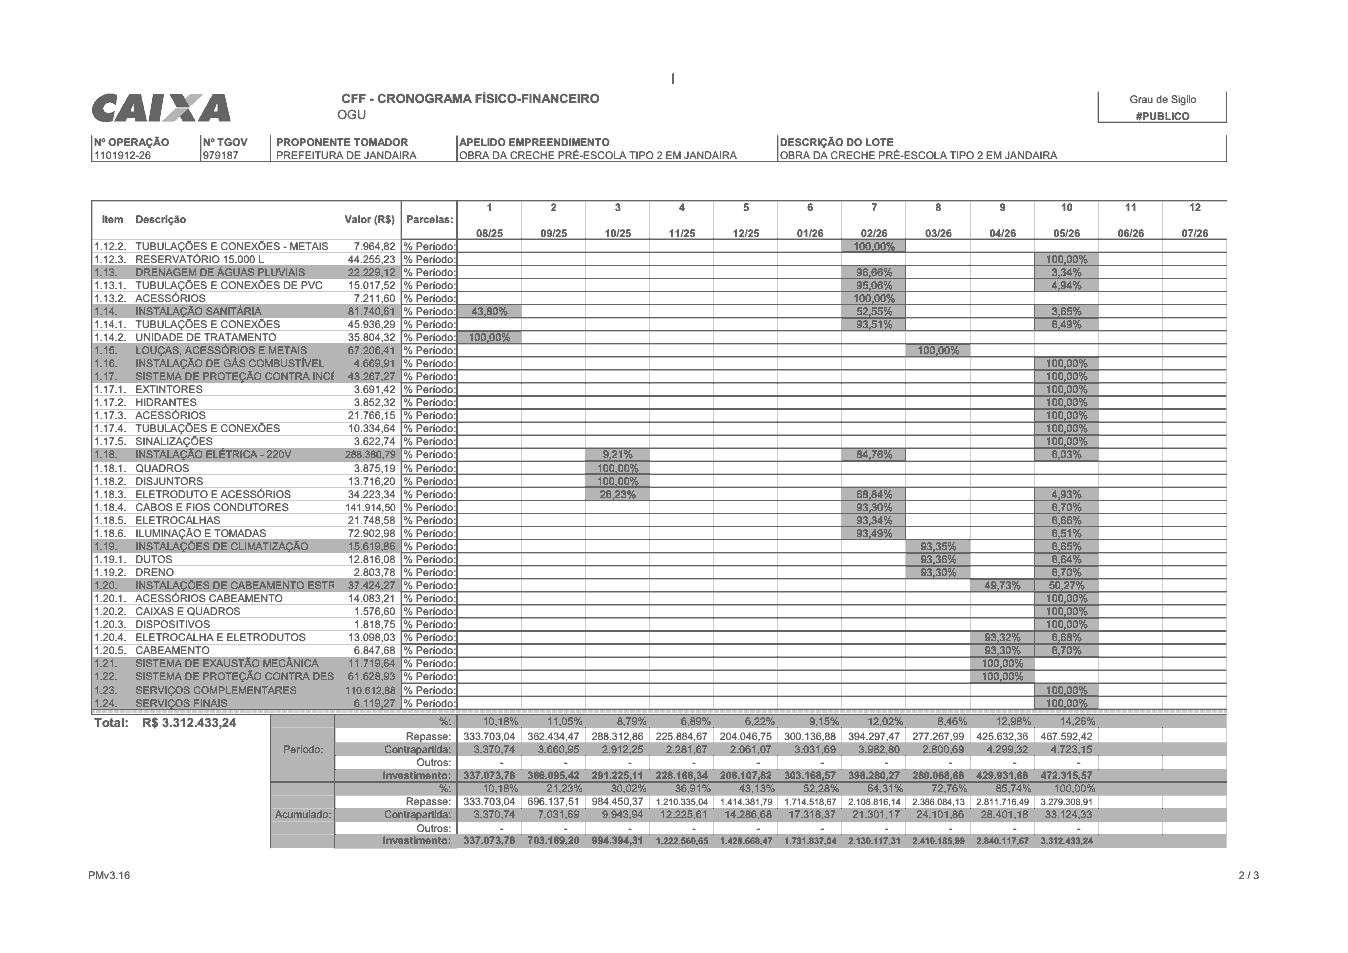 CAIXA
CFF - CRONOGRAMA FÍSICO-FINANCEIRO
OGU
Grau de Sigilo
#PUBLICO
Nº OPERAÇÃO Nº TGOV PROPONENTE TOMADOR APELIDO EMPREENDIMENTO DESCRIÇÃO DO LOTE
1101912-26 979187 PREFEITURA DE JANDAIRA OBRA DA CRECHE PRÉ-ESCOLA TIPO 2 EM JANDAIRA OBRA DA CRECHE PRÉ-ESCOLA TIPO 2 EM JANDAIRA
1 2 3 4 5 6 7 8 9 10 11 12
Item Descrição Valor (R$) Parcelas:
08/25 09/25 10/25 11/25 12/25 01/26 02/26 03/26 04/26 05/26 06/26 07/26
1.12.2. TUBULAÇÕES E CONEXÕES - METAIS 7.964,82 % Período: 100,00%
1.12.3. RESERVATÓRIO 15.000 L 44.255,23 % Período: 100,00%
1.13. DRENAGEM DE ÁGUAS PLUVIAIS 22.229,12 % Período: 96,66% 3,34%
1.13.1. TUBULAÇÕES E CONEXÕES DE PVC 15.017,52 % Período: 95,06% 4,94%
1.13.2. ACESSÓRIOS 7.211,60 % Período: 100,00%
1.14. INSTALAÇÃO SANITÁRIA 81.740,61 % Período: 43,80% 52,55% 3,65%
1.14.1. TUBULAÇÕES E CONEXÕES 45.936,29 % Período: 93,51% 6,49%
1.14.2. UNIDADE DE TRATAMENTO 35.804,32 % Período: 100,00%
1.15. LOUÇAS, ACESSÓRIOS E METAIS 67.206,41 % Período: 100,00%
1.16. INSTALAÇÃO DE GÁS COMBUSTÍVEL 4.669,91 % Período: 100,00%
1.17. SISTEMA DE PROTEÇÃO CONTRA INCÊ 43.267,27 % Período: 100,00%
1.17.1. EXTINTORES 3.691,42 % Período: 100,00%
1.17.2. HIDRANTES 3.852,32 % Período: 100,00%
1.17.3. ACESSÓRIOS 21.766,15 % Período: 100,00%
1.17.4. TUBULAÇÕES E CONEXÕES 10.334,64 % Período: 100,00%
1.17.5. SINALIZAÇÕES 3.622,74 % Período: 100,00%
1.18. INSTALAÇÃO ELÉTRICA - 220V 288.380,79 % Período: 9,21% 84,76% 6,03%
1.18.1. QUADROS 3.875,19 % Período: 100,00%
1.18.2. DISJUNTORS 13.716,20 % Período: 100,00%
1.18.3. ELETRODUTO E ACESSÓRIOS 34.223,34 % Período: 26,23% 68,84% 4,93%
1.18.4. CABOS E FIOS CONDUTORES 141.914,50 % Período: 93,30% 6,70%
1.18.5. ELETROCALHAS 21.748,58 % Período: 93,34% 6,66%
1.18.6. ILUMINAÇÃO E TOMADAS 72.902,98 % Período: 93,49% 6,51%
1.19. INSTALAÇÕES DE CLIMATIZAÇÃO 15.619,86 % Período: 93,35% 6,65%
1.19.1. DUTOS 12.816,08 % Período: 93,36% 6,64%
1.19.2. DRENO 2.803,78 % Período: 93,30% 6,70%
1.20. INSTALAÇÕES DE CABEAMENTO ESTR 37.424,27 % Período: 49,73% 50,27%
1.20.1. ACESSÓRIOS CABEAMENTO 14.083,21 % Período: 100,00%
1.20.2. CAIXAS E QUADROS 1.576,60 % Período: 100,00%
1.20.3. DISPOSITIVOS 1.818,75 % Período: 100,00%
1.20.4. ELETROCALHA E ELETRODUTOS 13.098,03 % Período: 93,32% 6,68%
1.20.5. CABEAMENTO 6.847,68 % Período: 93,30% 6,70%
1.21. SISTEMA DE EXAUSTÃO MECÂNICA 11.719,64 % Período: 100,00%
1.22. SISTEMA DE PROTEÇÃO CONTRA DES 61.628,93 % Período: 100,00%
1.23. SERVIÇOS COMPLEMENTARES 110.612,88 % Período: 100,00%
1.24. SERVIÇOS FINAIS 6.119,27 % Período: 100,00%
Total: R$ 3.312.433,24 %: 10,18% 11,05% 8,79% 6,89% 6,22% 9,15% 12,02% 8,46% 12,98% 14,26%
Repasse: 333.703,04 362.434,47 288.312,86 225.884,67 204.046,75 300.136,88 394.297,47 277.267,99 425.632,36 467.592,42
Período: Contrapartida: 3.370,74 3.660,95 2.912,25 2.281,67 2.061,07 3.031,69 3.982,80 2.800,69 4.299,32 4.723,15
Outros: - - - - - - - - - -
Investimento: 337.073,78 366.095,42 291.225,11 228.166,34 206.107,82 303.168,57 398.280,27 280.068,68 429.931,68 472.315,57
%: 10,18% 21,23% 30,02% 36,91% 43,13% 52,28% 64,31% 72,76% 85,74% 100,00%
Repasse: 333.703,04 696.137,51 984.450,37 1.210.335,04 1.414.381,79 1.714.518,67 2.108.816,14 2.386.084,13 2.811.716,49 3.279.308,91
Acumulado: Contrapartida: 3.370,74 7.031,69 9.943,94 12.225,61 14.286,68 17.318,37 21.301,17 24.101,86 28.401,18 33.124,33
Outros: - - - - - - - - - -
Investimento: 337.073,78 703.169,20 994.394,31 1.222.560,65 1.428.668,47 1.731.837,04 2.130.117,31 2.410.185,99 2.840.117,67 3.312.433,24
PMv3.16
2 / 3